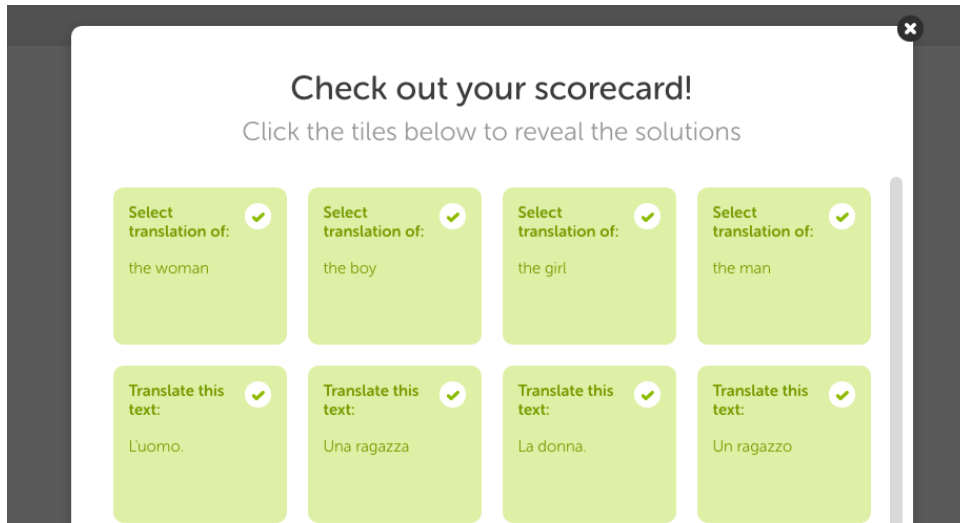 Check out your scorecard!
Click the tiles below to reveal the solutions
Select
translation of:
the woman
Select
translation of:
the boy
Select
translation of:
the girl
Select
translation of:
the man
Translate this
text:
L'uomo.
Translate this
text:
Una ragazza
Translate this
text:
La donna.
Translate this
text:
Un ragazzo